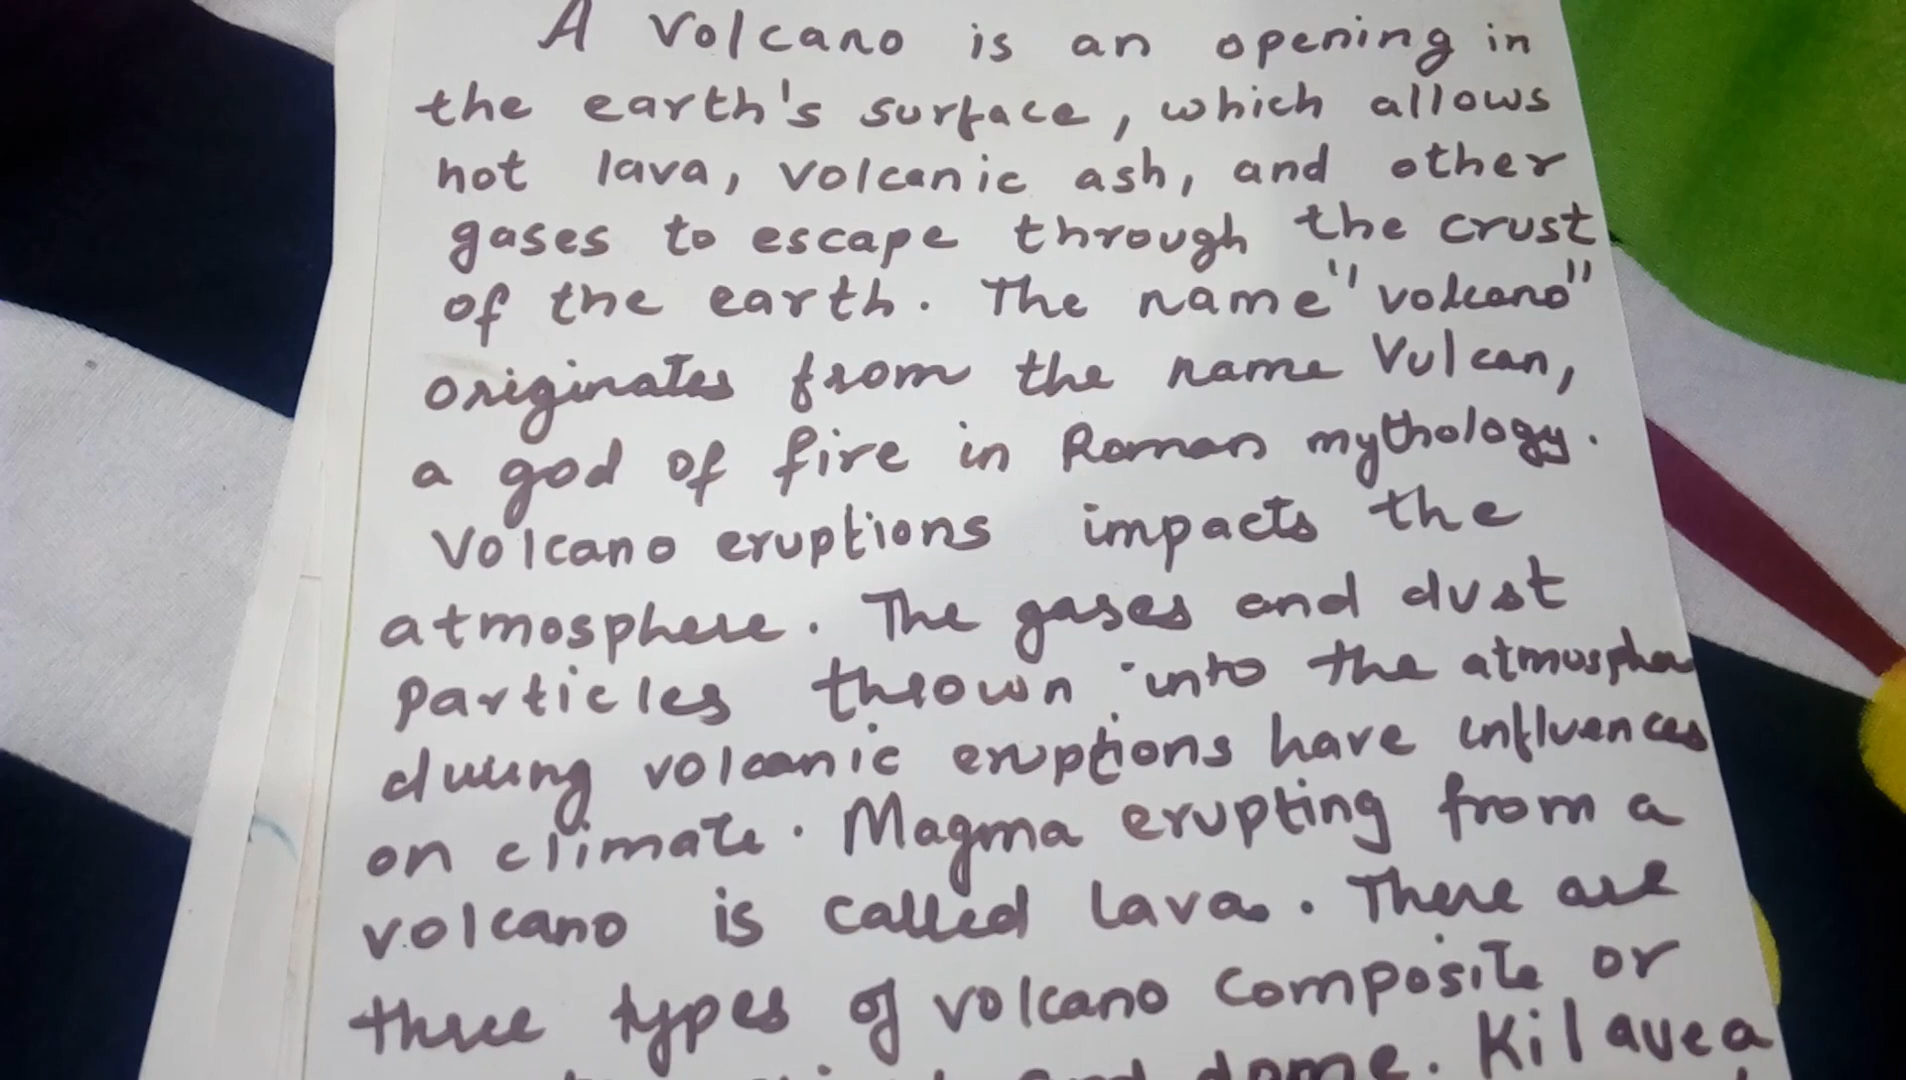 A Volcano is an opening in
the earth's surface, which allows
hot lava, volcanic ash, and other
gases to escape through the crust
of the earth. The name "volcano"
originates from the name Vulcan,
a god of fire in Roman mythology.
Volcano eruptions impacts the
atmosphere. The gases and dust
Particles thrown into the
during volcanic eruptions have influences
on climate. Magma erupting from a
volcano is called lava. There are
three types of volcano composite or
and dome. Kilavea